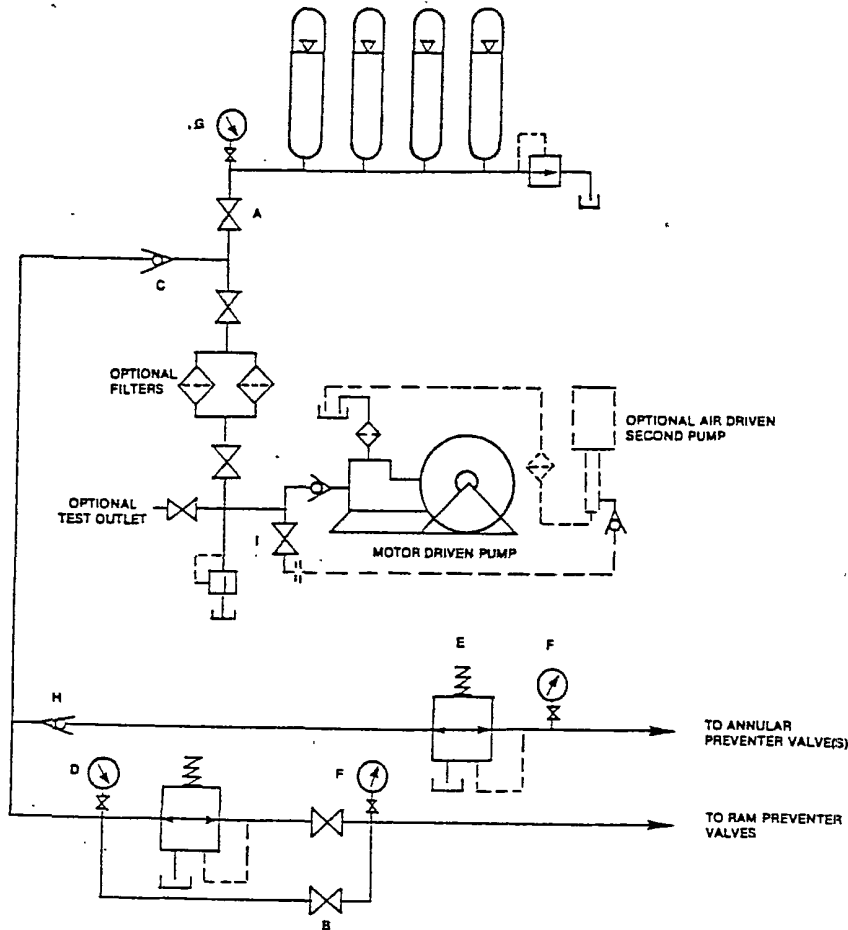 .G
A
C
OPTIONAL
FILTERS
OPTIONAL AIR DRIVEN
SECOND PUMP
OPTIONAL
TEST OUTLET
I
MOTOR DRIVEN PUMP
E
F
H
TO ANNULAR
PREVENTER VALVE(S)
D
F
TO RAM PREVENTER
VALVES
B